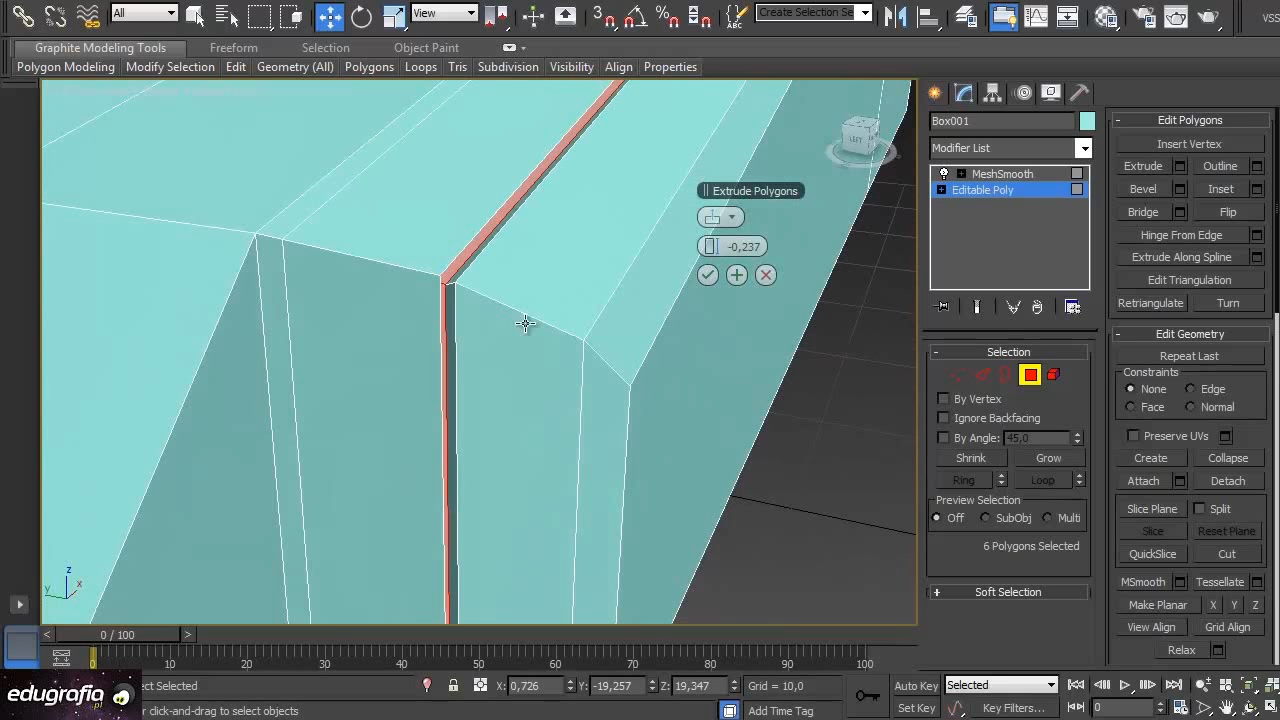 All
View
Create Selection Se
Graphite Modeling Tools
Freeform
Selection
Object Paint
Polygon Modeling
Modify Selection
Edit
Geometry (All)
Polygons
Loops
Tris
Subdivision
Visibility
Align
Properties
LEFT
Extrude Polygons
-0,237
z
x
y
Box001
Modifier List
MeshSmooth
Editable Poly
Selection
By Vertex
Ignore Backfacing
By Angle: 45,0
Shrink Grow
Ring Loop
Preview Selection
Off SubObj Multi
6 Polygons Selected
Soft Selection
Edit Polygons
Insert Vertex
Extrude Outline
Bevel Inset
Bridge Flip
Hinge From Edge
Extrude Along Spline
Edit Triangulation
Retriangulate Turn
Edit Geometry
Repeat Last
Constraints
None Edge
Face Normal
Preserve UVs
Create Collapse
Attach Detach
Slice Plane Split
Slice Reset Plane
QuickSlice Cut
MSmooth Tessellate
Make Planar X Y Z
View Align Grid Align
Relax
< 0 / 100 >
0 10 20 30 40 50 60 70 80 90 100
edugrafia.pl
ect Selected
X: 0,726 Y: -19,257 Z: 19,347 Grid = 10,0
Auto Key Selected
click-and-drag to select objects
Add Time Tag
Set Key Key Filters... 0